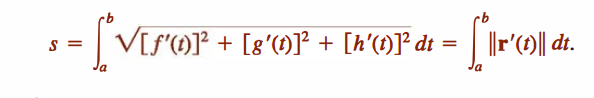 s = ∫_a^b √([f′(t)]² + [g′(t)]² + [h′(t)]²) dt = ∫_a^b ‖r′(t)‖ dt.